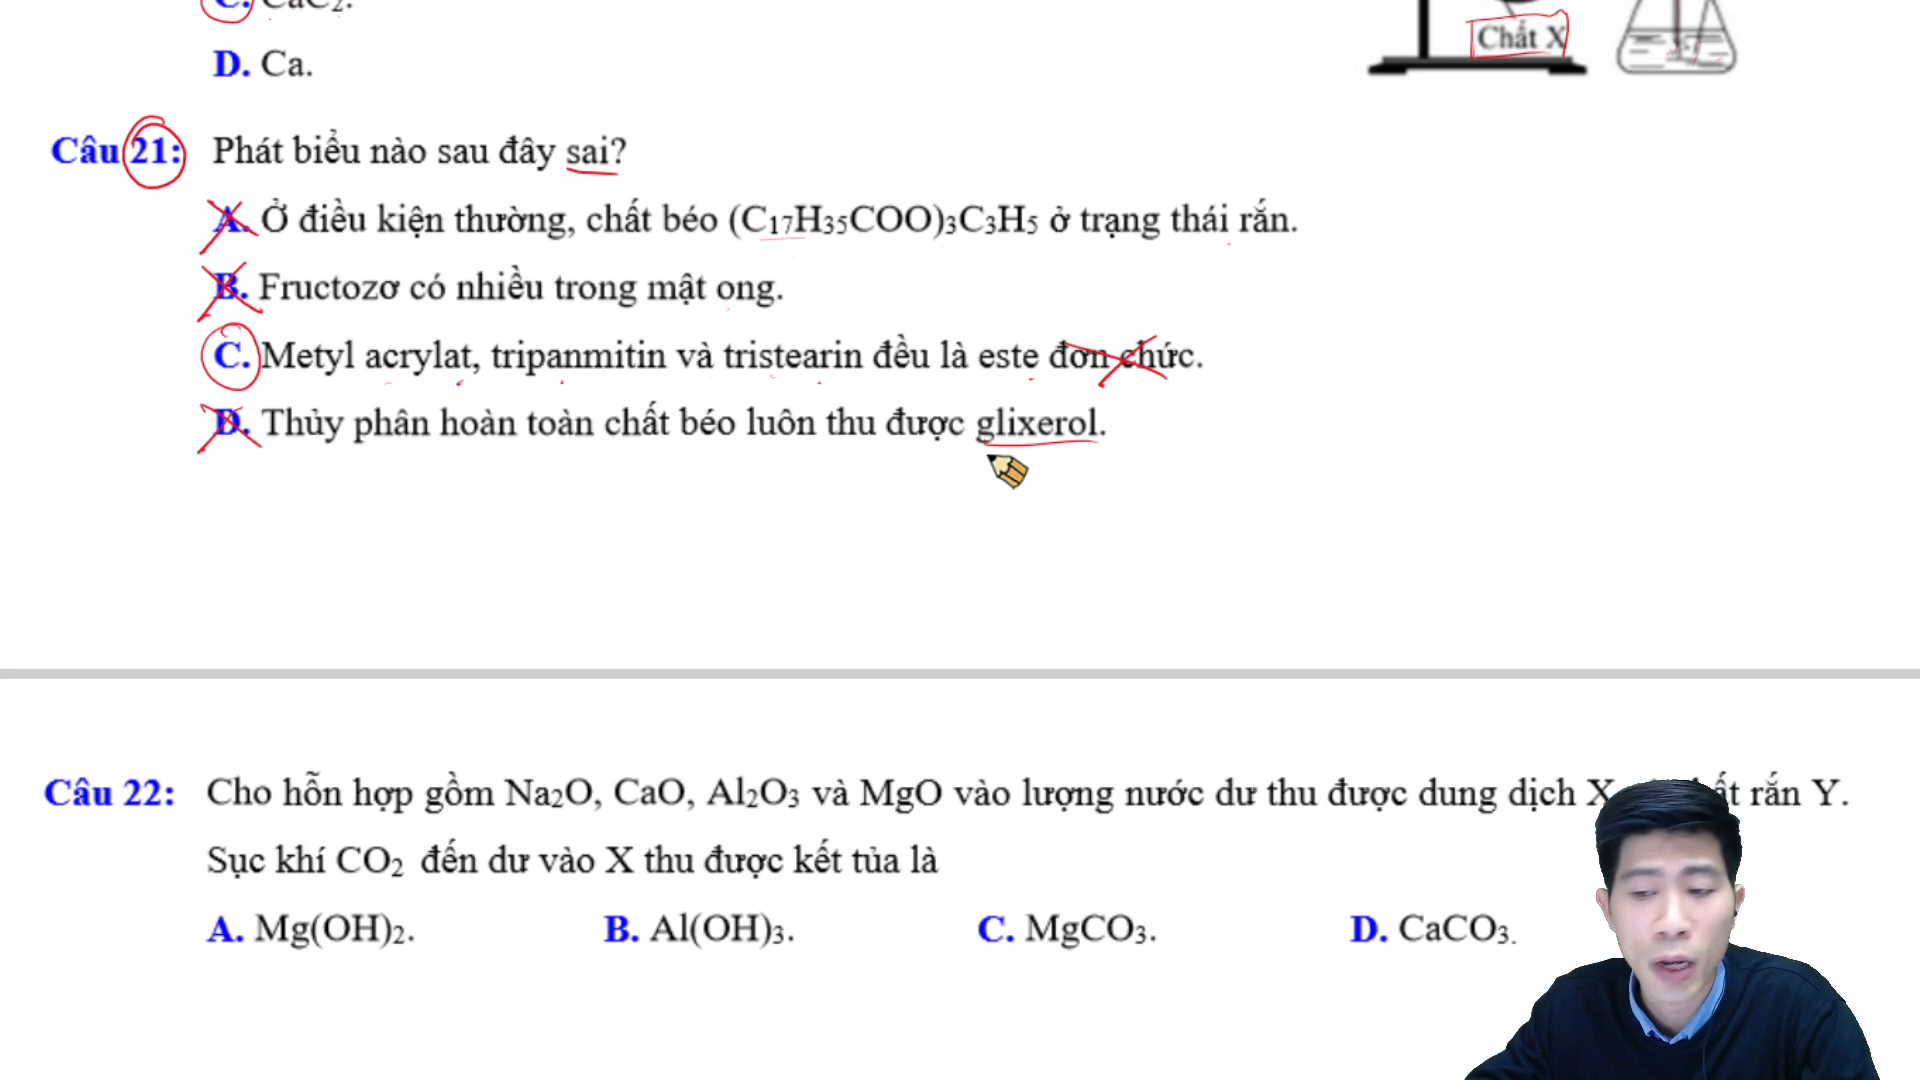 C. CaC2.
D. Ca.
Chất X
Câu 21: Phát biểu nào sau đây sai?
A. Ở điều kiện thường, chất béo (C17H35COO)3C3H5 ở trạng thái rắn.
B. Fructozơ có nhiều trong mật ong.
C. Metyl acrylat, tripanmitin và tristearin đều là este đơn chức.
D. Thủy phân hoàn toàn chất béo luôn thu được glixerol.
Câu 22: Cho hỗn hợp gồm Na2O, CaO, Al2O3 và MgO vào lượng nước dư thu được dung dịch X rắn Y.
Sục khí CO2 đến dư vào X thu được kết tủa là
A. Mg(OH)2. B. Al(OH)3. C. MgCO3. D. CaCO3.